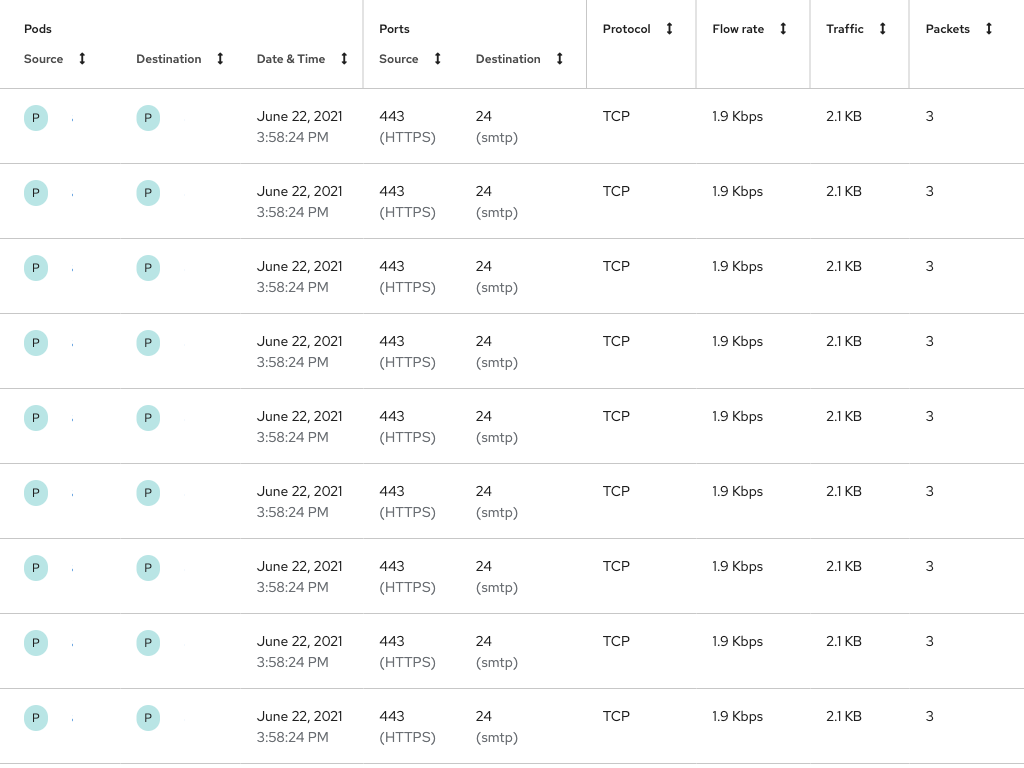 Pods Ports Protocol Flow rate Traffic Packets
Source Destination Date & Time Source Destination
P P June 22, 2021 443 24 TCP 1.9 Kbps 2.1 KB 3
3:58:24 PM (HTTPS) (smtp)
P P June 22, 2021 443 24 TCP 1.9 Kbps 2.1 KB 3
3:58:24 PM (HTTPS) (smtp)
P P June 22, 2021 443 24 TCP 1.9 Kbps 2.1 KB 3
3:58:24 PM (HTTPS) (smtp)
P P June 22, 2021 443 24 TCP 1.9 Kbps 2.1 KB 3
3:58:24 PM (HTTPS) (smtp)
P P June 22, 2021 443 24 TCP 1.9 Kbps 2.1 KB 3
3:58:24 PM (HTTPS) (smtp)
P P June 22, 2021 443 24 TCP 1.9 Kbps 2.1 KB 3
3:58:24 PM (HTTPS) (smtp)
P P June 22, 2021 443 24 TCP 1.9 Kbps 2.1 KB 3
3:58:24 PM (HTTPS) (smtp)
P P June 22, 2021 443 24 TCP 1.9 Kbps 2.1 KB 3
3:58:24 PM (HTTPS) (smtp)
P P June 22, 2021 443 24 TCP 1.9 Kbps 2.1 KB 3
3:58:24 PM (HTTPS) (smtp)